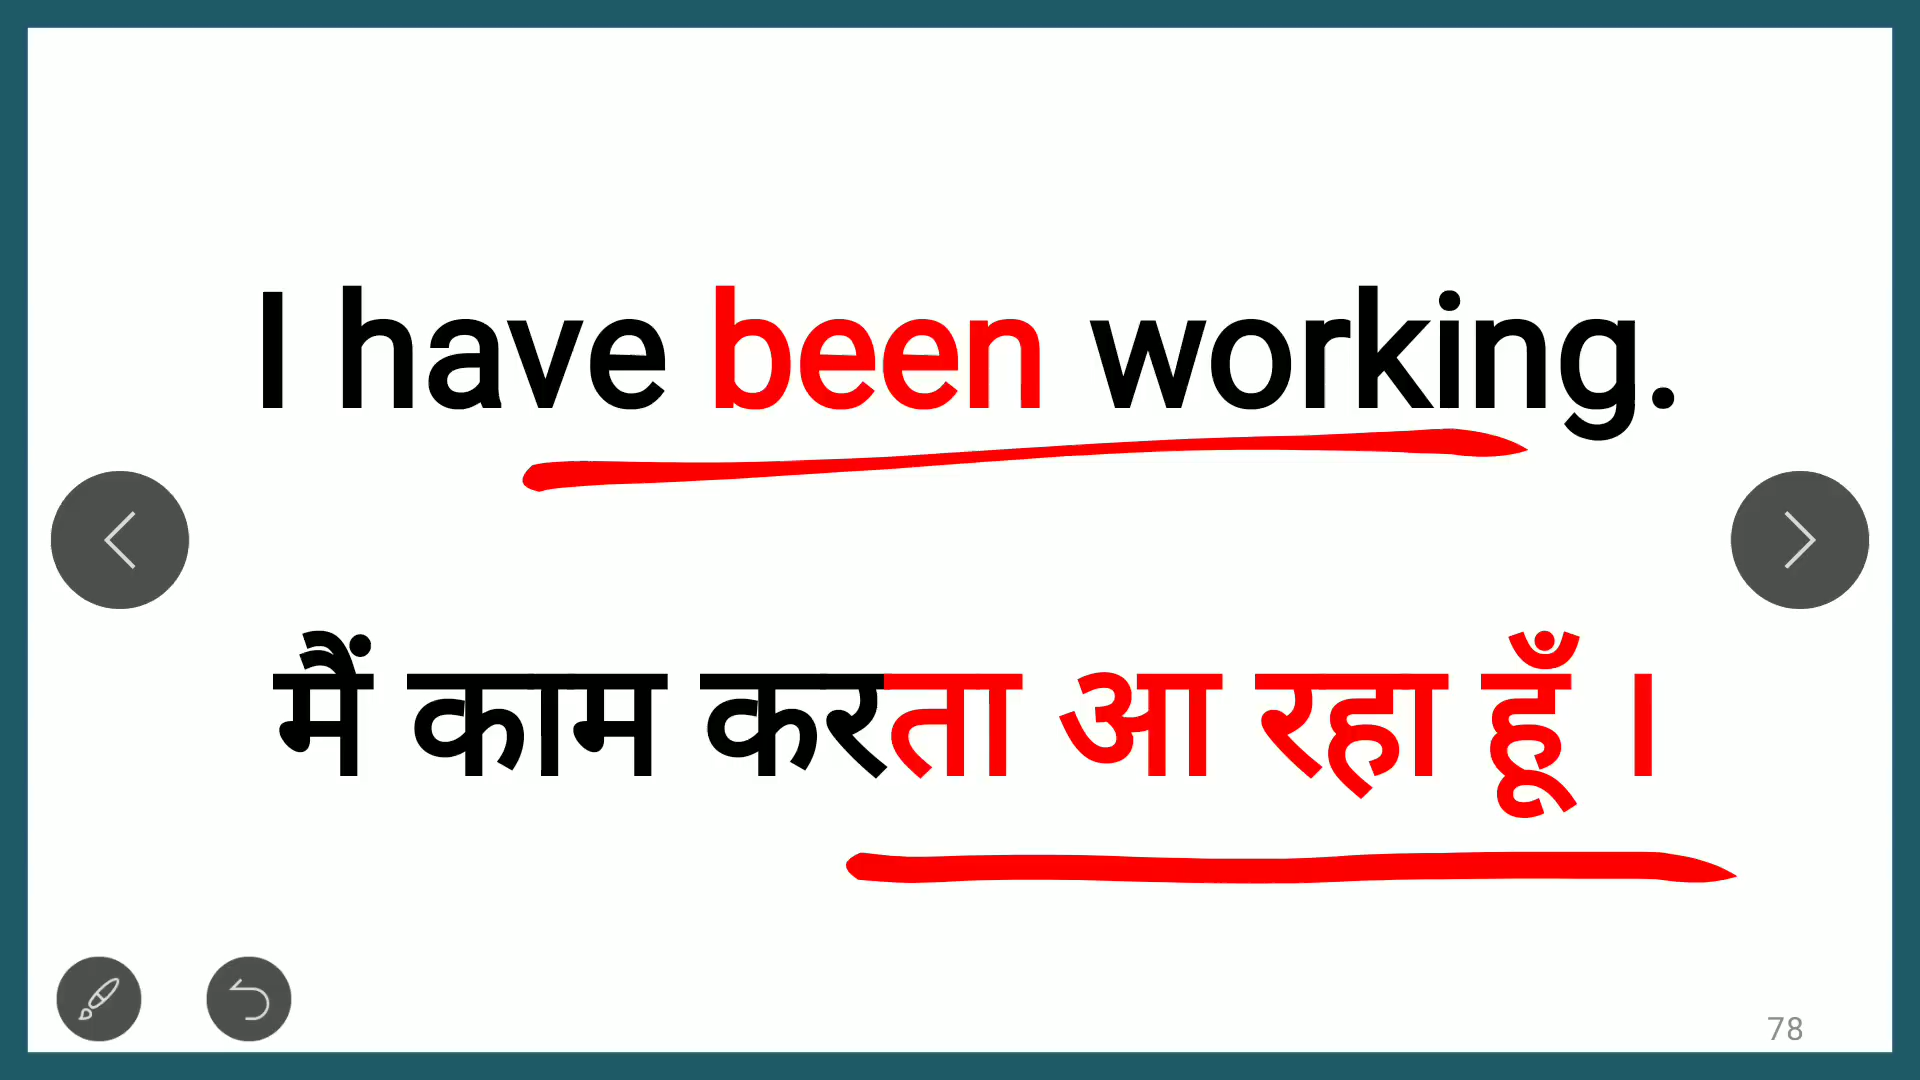 I have been working.
मैं काम करता आ रहा हूँ ।
78